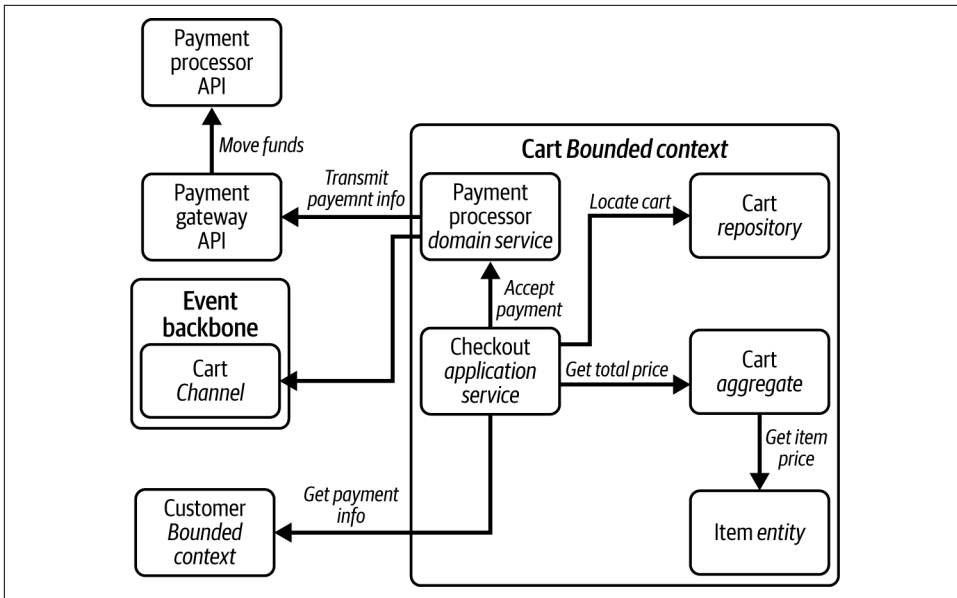 Payment
processor
API
Move funds
Payment
gateway
API
Transmit
payemnt info
Event
backbone
Cart
Channel
Customer
Bounded
context
Get payment
info
Cart Bounded context
Payment
processor
domain service
Accept
payment
Checkout
application
service
Locate cart
Cart
repository
Get total price
Cart
aggregate
Get item
price
Item entity